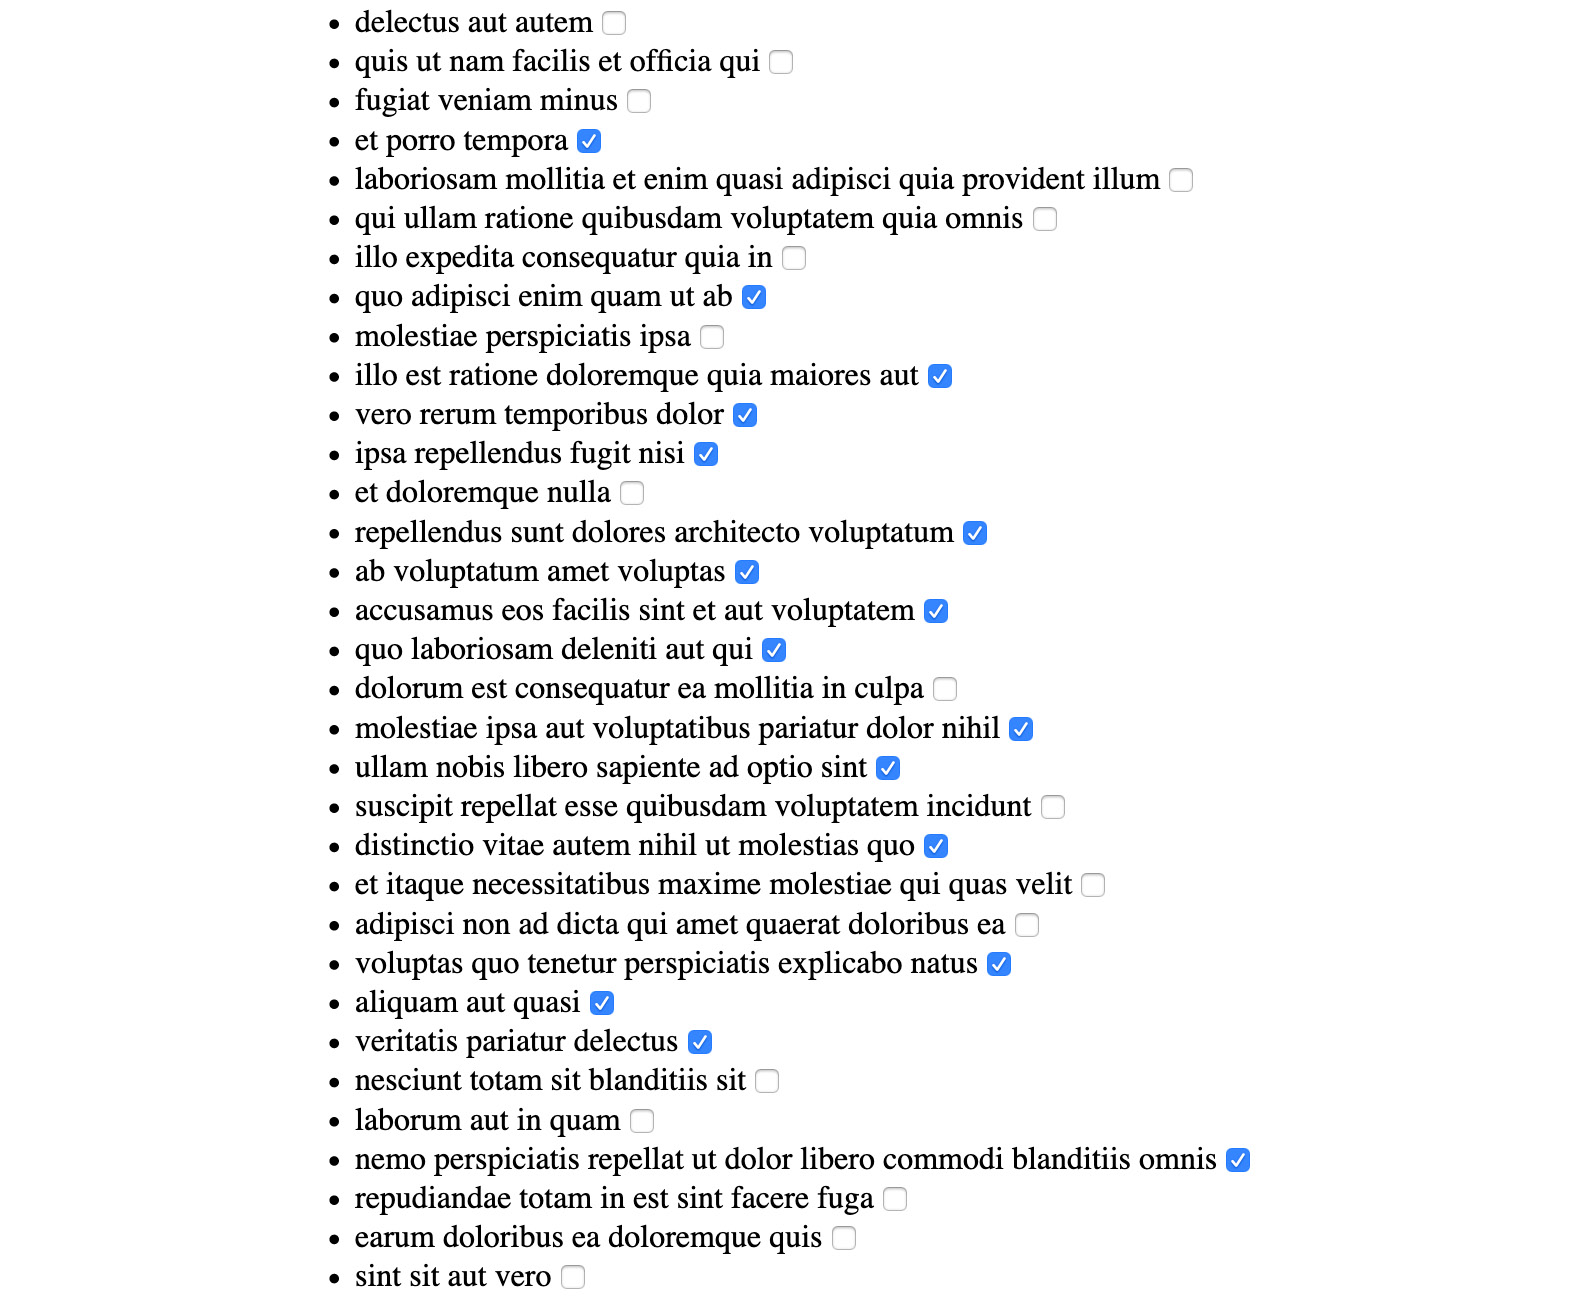 delectus aut autem
quis ut nam facilis et officia qui
fugiat veniam minus
et porro tempora
laboriosam mollitia et enim quasi adipisci quia provident illum
qui ullam ratione quibusdam voluptatem quia omnis
illo expedita consequatur quia in
quo adipisci enim quam ut ab
molestiae perspiciatis ipsa
illo est ratione doloremque quia maiores aut
vero rerum temporibus dolor
ipsa repellendus fugit nisi
et doloremque nulla
repellendus sunt dolores architecto voluptatum
ab voluptatum amet voluptas
accusamus eos facilis sint et aut voluptatem
quo laboriosam deleniti aut qui
dolorum est consequatur ea mollitia in culpa
molestiae ipsa aut voluptatibus pariatur dolor nihil
ullam nobis libero sapiente ad optio sint
suscipit repellat esse quibusdam voluptatem incidunt
distinctio vitae autem nihil ut molestias quo
et itaque necessitatibus maxime molestiae qui quas velit
adipisci non ad dicta qui amet quaerat doloribus ea
voluptas quo tenetur perspiciatis explicabo natus
aliquam aut quasi
veritatis pariatur delectus
nesciunt totam sit blanditiis sit
laborum aut in quam
nemo perspiciatis repellat ut dolor libero commodi blanditiis omnis
repudiandae totam in est sint facere fuga
earum doloribus ea doloremque quis
sint sit aut vero